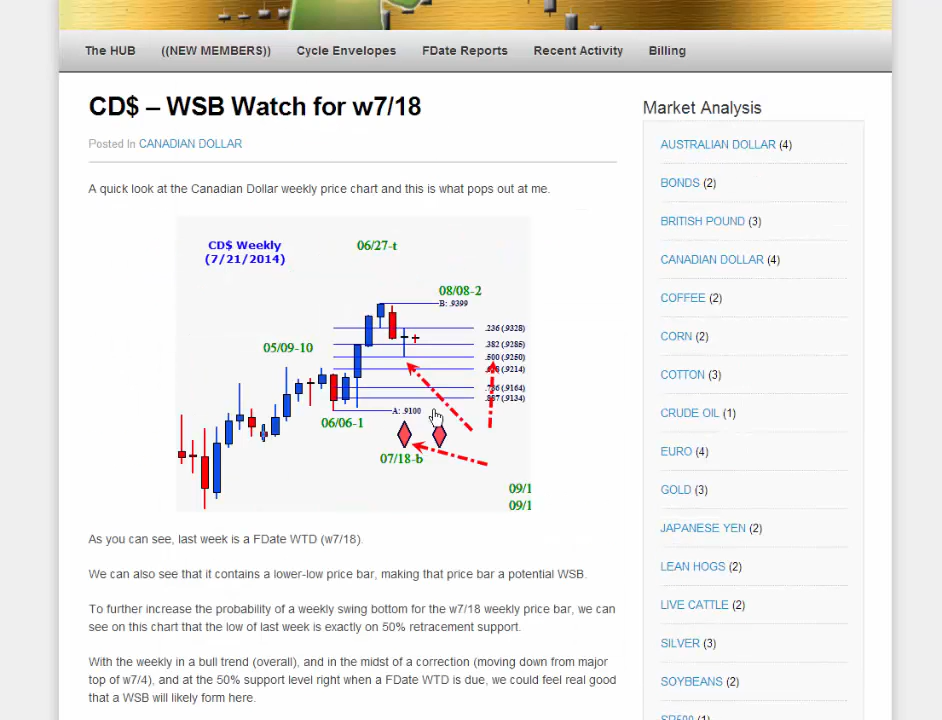 The HUB ((NEW MEMBERS)) Cycle Envelopes FDate Reports Recent Activity Billing
CD$ – WSB Watch for w7/18
Posted In CANADIAN DOLLAR
A quick look at the Canadian Dollar weekly price chart and this is what pops out at me.
CD$ Weekly
(7/21/2014)
06/27-t
08/08-2
B: .9399
.236 (.9328)
05/09-10
.382 (.9285)
.500 (.9250)
(.9214)
(.9164)
(.9134)
A: .9100
06/06-1
07/18-b
09/1
09/1
As you can see, last week is a FDate WTD (w7/18).
We can also see that it contains a lower-low price bar, making that price bar a potential WSB.
To further increase the probability of a weekly swing bottom for the w7/18 weekly price bar, we can
see on this chart that the low of last week is exactly on 50% retracement support.
With the weekly in a bull trend (overall), and in the midst of a correction (moving down from major
top of w7/4), and at the 50% support level right when a FDate WTD is due, we could feel real good
that a WSB will likely form here.
Market Analysis
AUSTRALIAN DOLLAR (4)
BONDS (2)
BRITISH POUND (3)
CANADIAN DOLLAR (4)
COFFEE (2)
CORN (2)
COTTON (3)
CRUDE OIL (1)
EURO (4)
GOLD (3)
JAPANESE YEN (2)
LEAN HOGS (2)
LIVE CATTLE (2)
SILVER (3)
SOYBEANS (2)
SP500 (1)